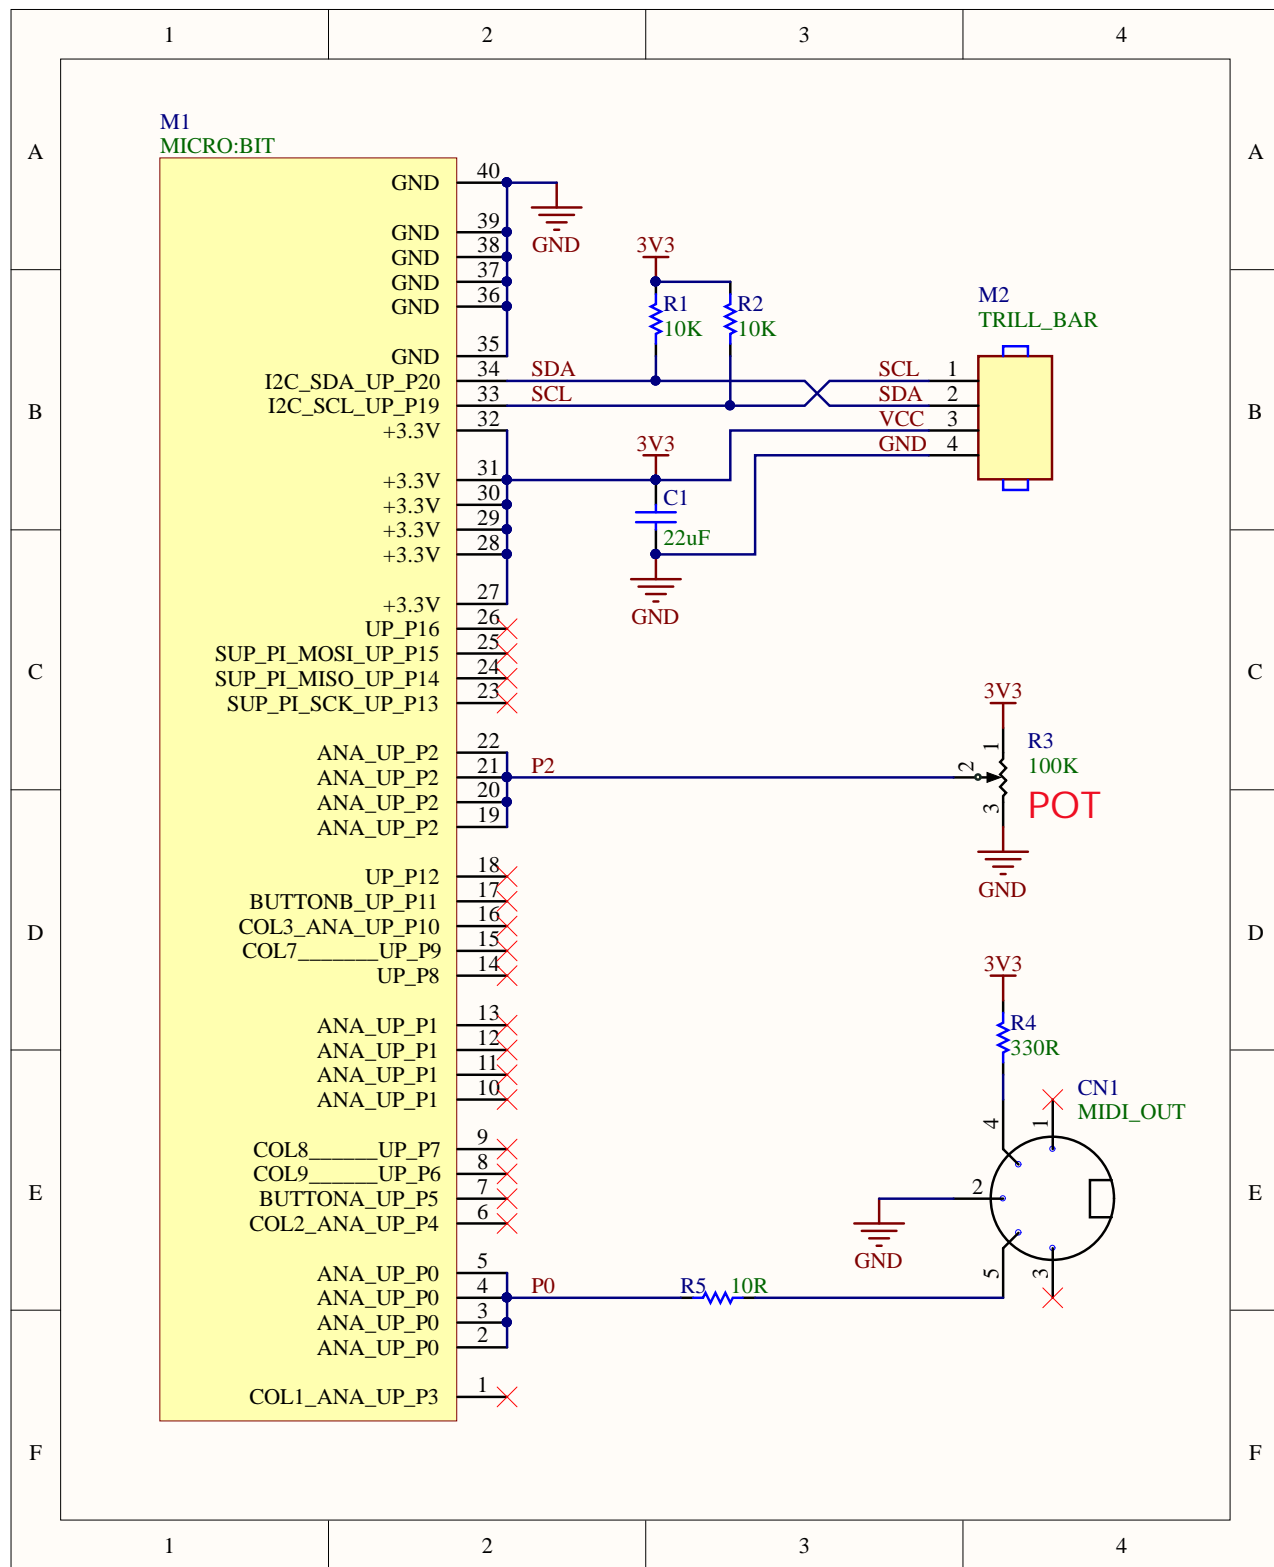 1 2 3 4
A A
M1
MICRO:BIT
GND 40
GND
GND 39
GND 38
GND 37
GND 36
3V3
R1 R2
10K 10K
M2
TRILL_BAR
GND 35
I2C_SDA_UP_P20 34 SDA SCL 1
I2C_SCL_UP_P19 33 SCL SDA 2
B B
+3.3V 32 VCC 3
3V3 GND 4
+3.3V 31
+3.3V 30 C1
+3.3V 29 22uF
+3.3V 28
+3.3V 27
GND
UP_P16 26
SUP_PI_MOSI_UP_P15 25
C C
SUP_PI_MISO_UP_P14 24
SUP_PI_SCK_UP_P13 23
3V3
ANA_UP_P2 22 1 R3
ANA_UP_P2 21 P2 2 100K
ANA_UP_P2 20 3 POT
ANA_UP_P2 19
UP_P12 18
GND
BUTTONB_UP_P11 17
COL3_ANA_UP_P10 16
D D
COL7_______UP_P9 15
UP_P8 14
3V3
ANA_UP_P1 13 R4
ANA_UP_P1 12 330R
ANA_UP_P1 11
ANA_UP_P1 10
CN1
MIDI_OUT
4 1
COL8______UP_P7 9
COL9______UP_P6 8
BUTTONA_UP_P5 7 2
E E
COL2_ANA_UP_P4 6
GND
ANA_UP_P0 5 5 3
ANA_UP_P0 4 P0 R5 10R
ANA_UP_P0 3
ANA_UP_P0 2
COL1_ANA_UP_P3 1
F F
1 2 3 4